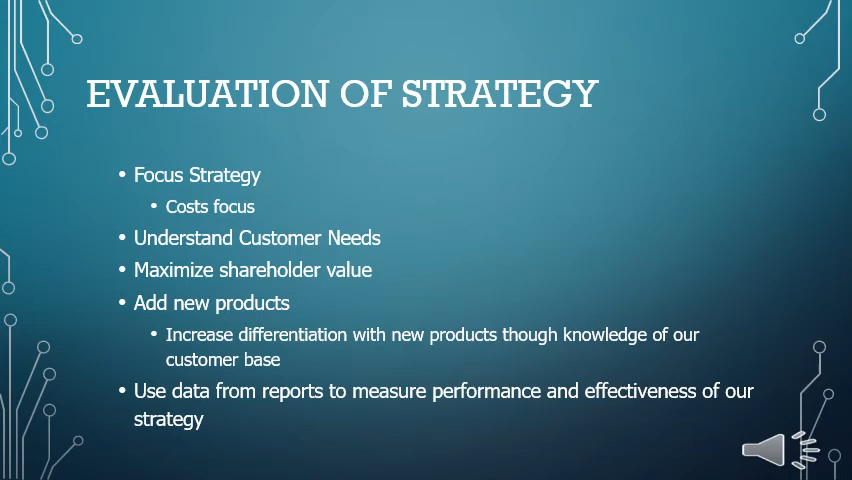 EVALUATION OF STRATEGY
• Focus Strategy
• Costs focus
• Understand Customer Needs
• Maximize shareholder value
• Add new products
• Increase differentiation with new products though knowledge of our
customer base
• Use data from reports to measure performance and effectiveness of our
strategy